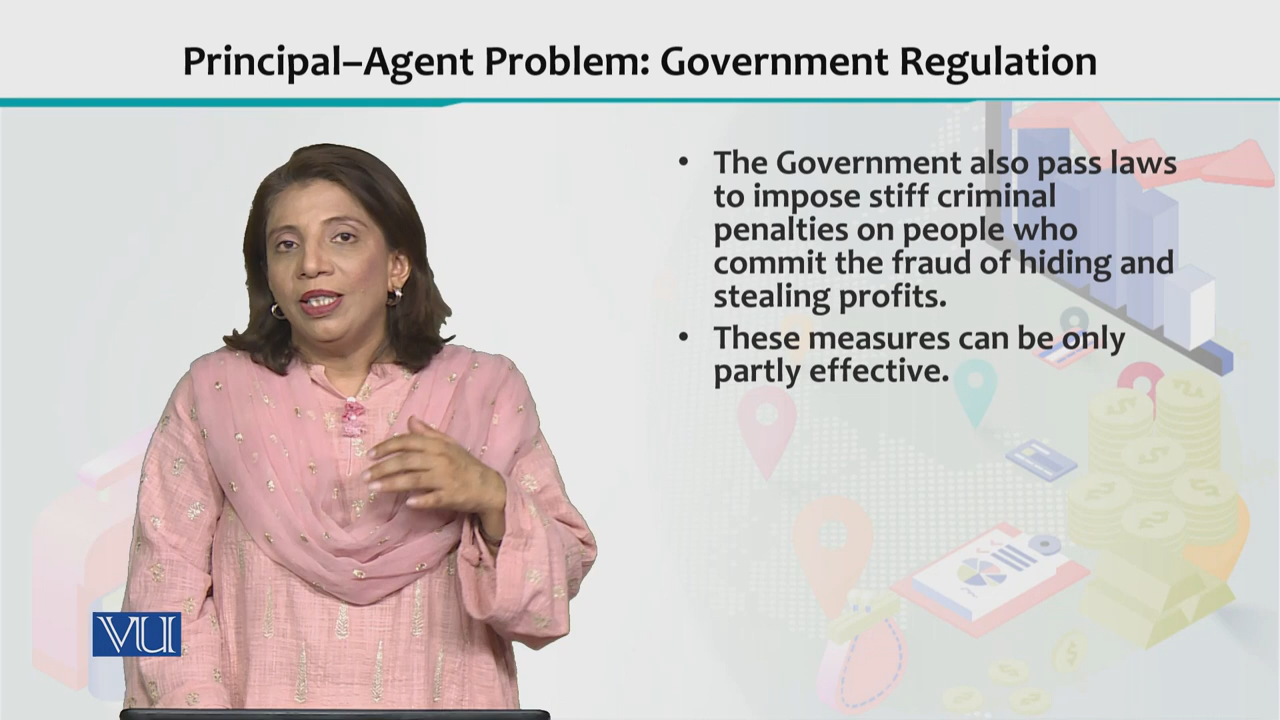 Principal–Agent Problem: Government Regulation
• The Government also pass laws
to impose stiff criminal
penalties on people who
commit the fraud of hiding and
stealing profits.
• These measures can be only
partly effective.
VU